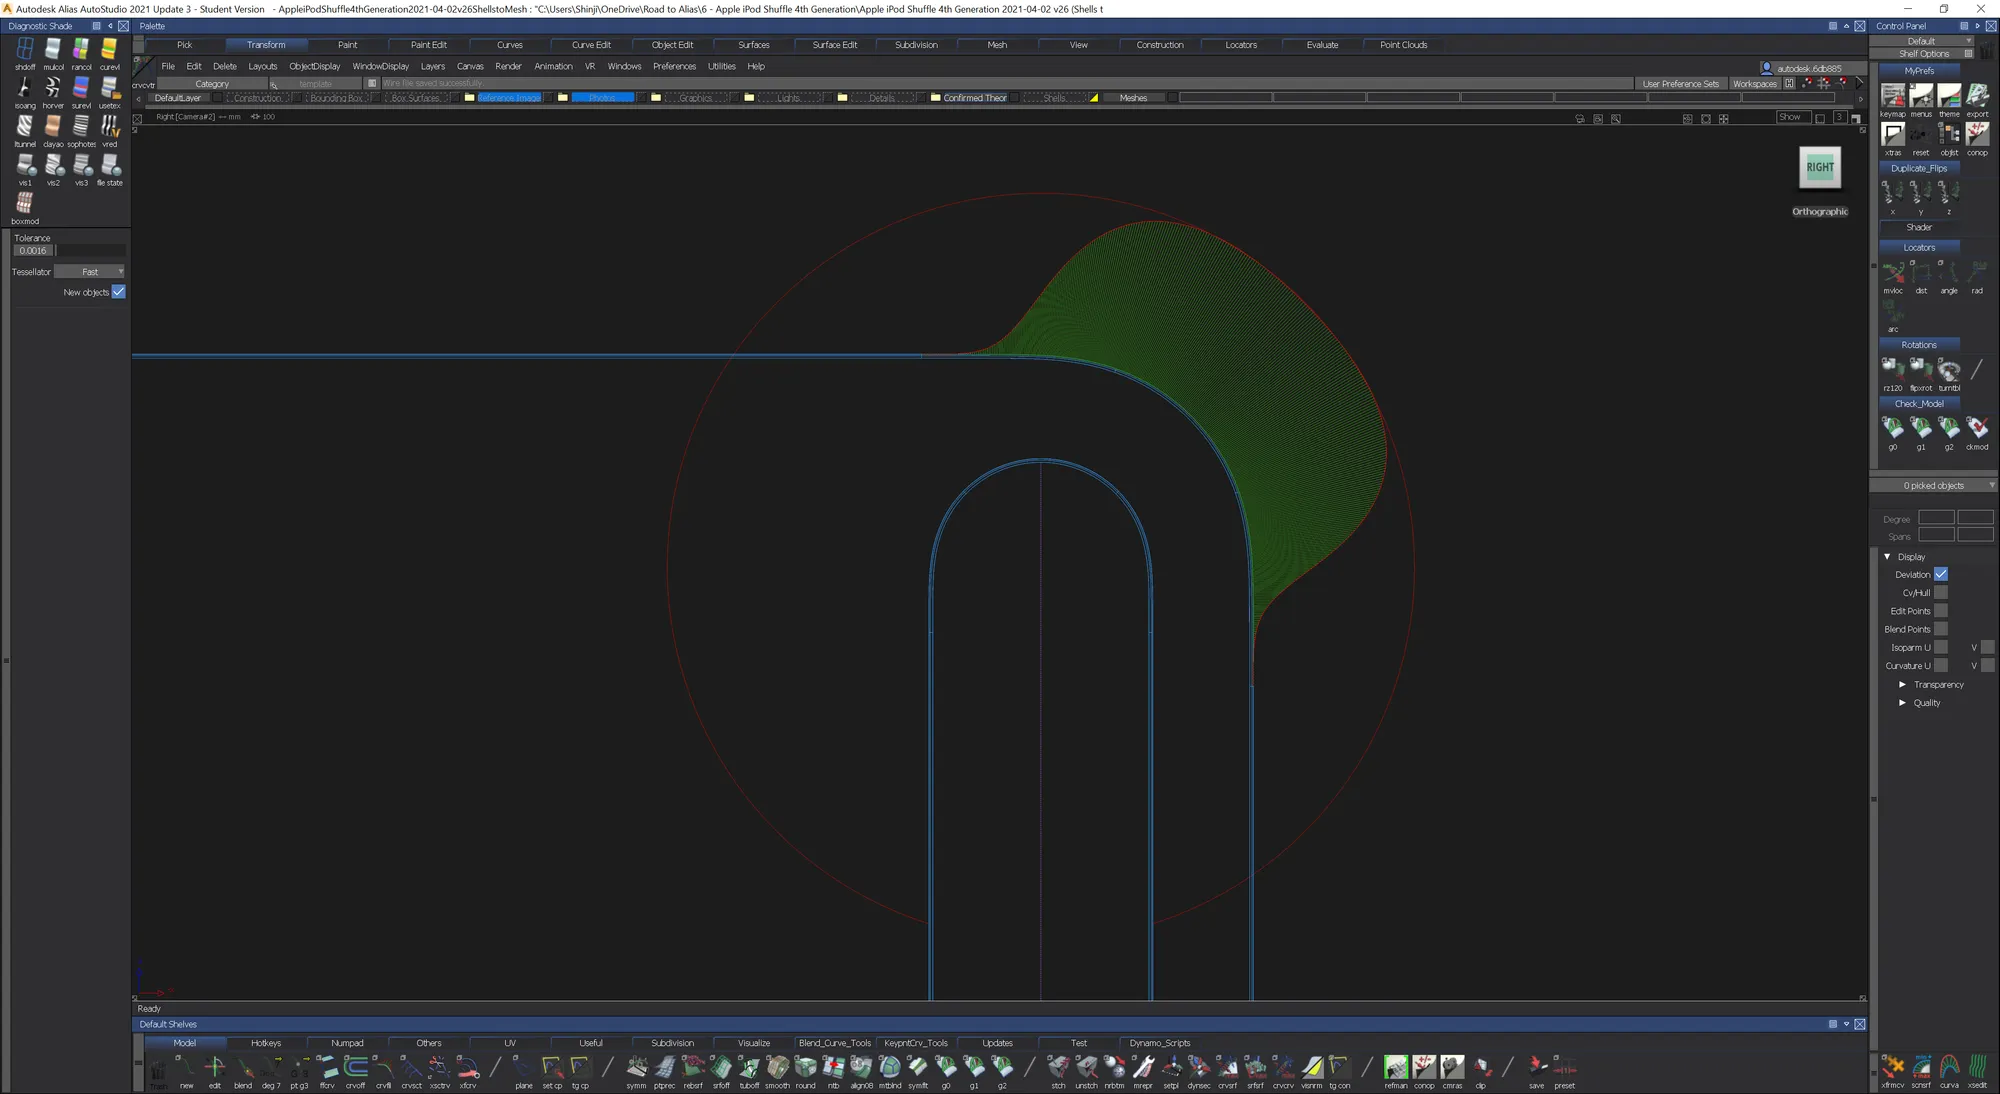 Autodesk Alias AutoStudio 2021 Update 3 - Student Version - AppleiPodShuffle4thGeneration2021-04-02v26ShellstoMesh : "C:\Users\Shinji\OneDrive\Road to Alias\6 - Apple iPod Shuffle 4th Generation\Apple iPod Shuffle 4th Generation 2021-04-02 v26 (Shells t
Diagnostic Shade Palette Control Panel
Pick Transform Paint Paint Edit Curves Curve Edit Object Edit Surfaces Surface Edit Subdivision Mesh View Construction Locators Evaluate Point Clouds
Default
Shelf Options
File Edit Delete Layouts ObjectDisplay WindowDisplay Layers Canvas Render Animation VR Windows Preferences Utilities Help
autodesk.6db885
crvcvtr Category template Wire file saved successfully. User Preference Sets Workspaces
DefaultLayer Construction Bounding Box Box Surfaces Reference Image Photos Graphics Lights Details Confirmed Theor Shells Meshes
Right [Camera#2] -- mm 100 Show 3
shdoff mulcol rancol curevl
isoang horver surevl usetex
ltunnel clayao sophotes vred
vis1 vis2 vis3 file state
boxmod
Tolerance
0.0016
Tessellator Fast
New objects
RIGHT
Orthographic
MyPrefs
keymap menus theme export
xtras reset objlst conop
Duplicate_Flips
x y z
Shader
Locators
mvloc dist angle rad
arc
Rotations
rz120 flipxrot turntbl
Check_Model
g0 g1 g2 ckmod
0 picked objects
Degree
Spans
Display
Deviation
Cv/Hull
Edit Points
Blend Points
Isoparm U V
Curvature U V
Transparency
Quality
Ready
Default Shelves
Model Hotkeys Numpad Others UV Useful Subdivision Visualize Blend_Curve_Tools KeypntCrv_Tools Updates Test Dynamo_Scripts
Trash new edit blend deg 7 pt g3 ffcrv crvoff crvfil crvsct xsctrv xfcrv plane set cp tg cp symm ptprec rebsrf srfoff tuboff smooth round ntb align08 mtblnd symflt g0 g1 g2 stch unstch nrbtm mrepr setpl dynsec crvsrf srfsrf crvcrv visnrm tg con refman conop cmras clip save preset
xfrmcv scnsrf curva xsedit